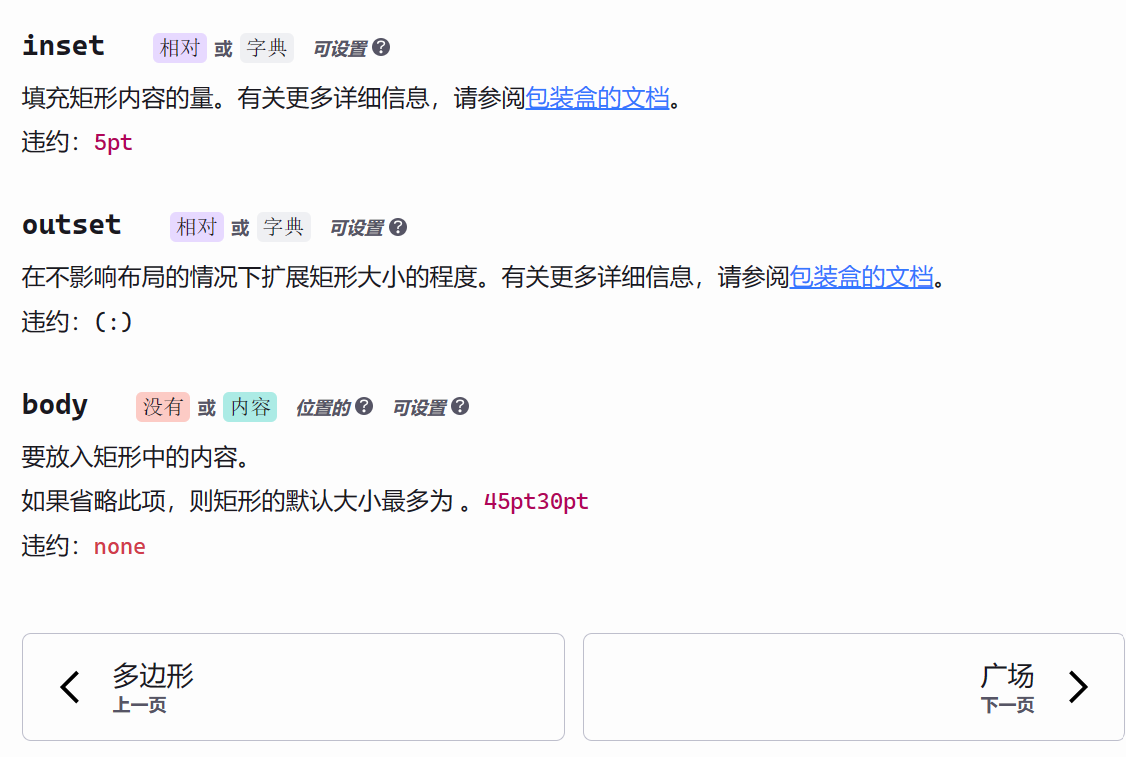 inset 相对 或 字典 可设置 ?
填充矩形内容的量。有关更多详细信息，请参阅包装盒的文档。
违约：5pt
outset 相对 或 字典 可设置 ?
在不影响布局的情况下扩展矩形大小的程度。有关更多详细信息，请参阅包装盒的文档。
违约：(:)
body 没有 或 内容 位置的 ? 可设置 ?
要放入矩形中的内容。
如果省略此项，则矩形的默认大小最多为 。45pt30pt
违约：none
多边形
上一页
广场
下一页